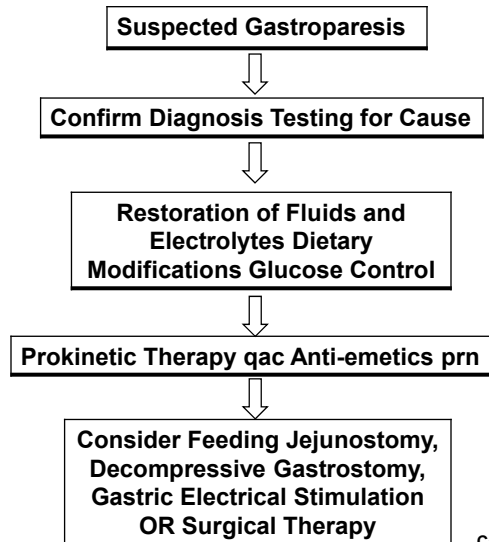 Suspected Gastroparesis
Confirm Diagnosis Testing for Cause
Restoration of Fluids and
Electrolytes Dietary
Modifications Glucose Control
Prokinetic Therapy qac Anti-emetics prn
Consider Feeding Jejunostomy,
Decompressive Gastrostomy,
Gastric Electrical Stimulation
OR Surgical Therapy